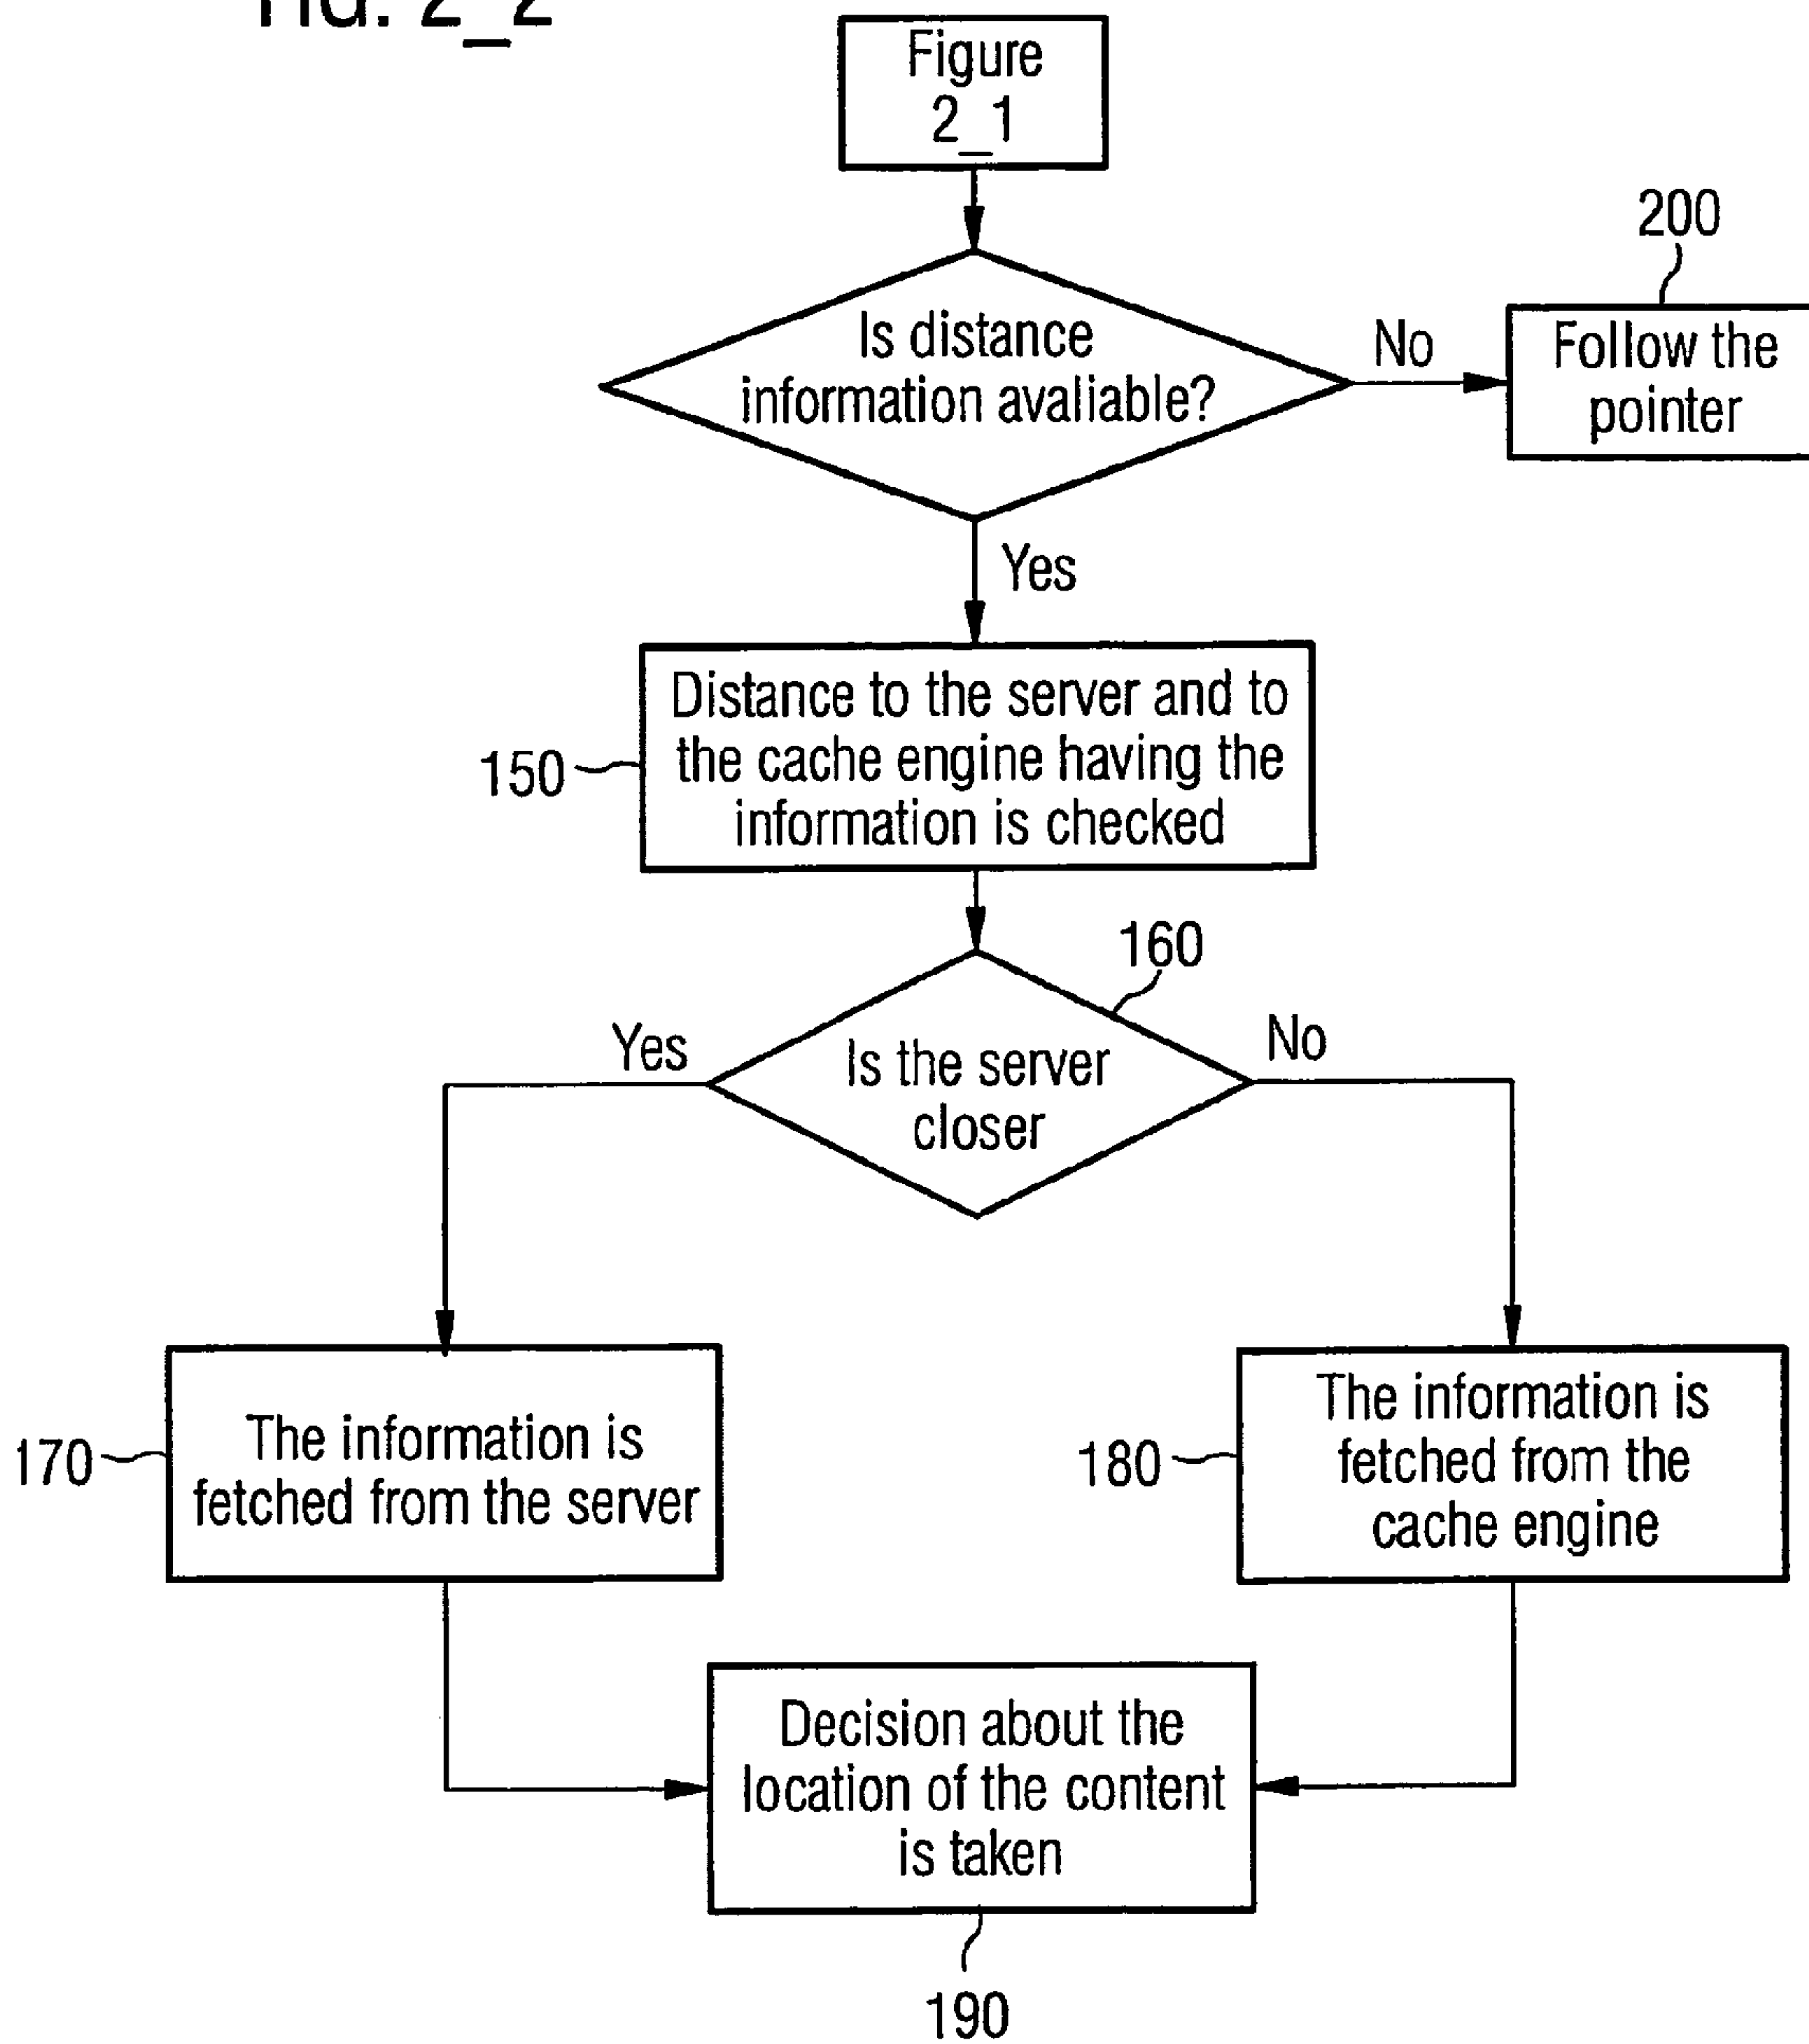 FIG. 2_2
Figure
2_1
200
Is distance
information avaliable?
No
Follow the
pointer
Yes
Distance to the server and to
the cache engine having the
information is checked
150
160
Yes
Is the server
closer
No
170
The information is
fetched from the server
180
The information is
fetched from the
cache engine
Decision about the
location of the content
is taken
190